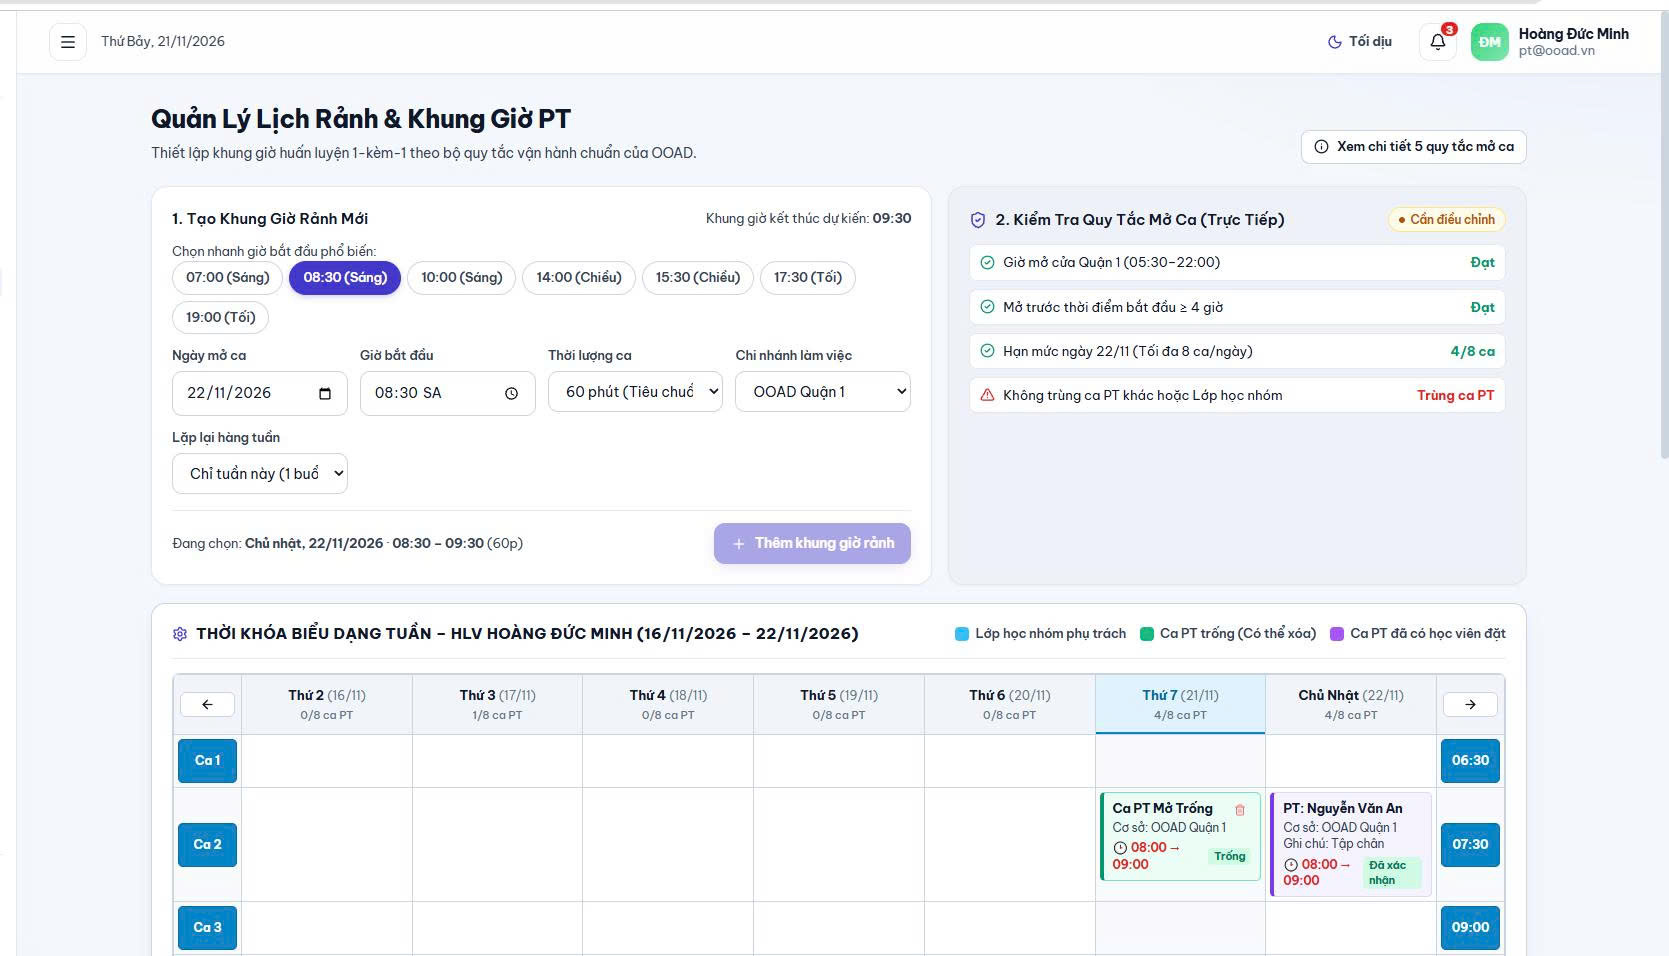 Thứ Bảy, 21/11/2026
Tối dịu
3
ĐM
Hoàng Đức Minh
pt@ooad.vn
Quản Lý Lịch Rảnh & Khung Giờ PT
Thiết lập khung giờ huấn luyện 1-kèm-1 theo bộ quy tắc vận hành chuẩn của OOAD.
Xem chi tiết 5 quy tắc mở ca
1. Tạo Khung Giờ Rảnh Mới
Khung giờ kết thúc dự kiến: 09:30
Chọn nhanh giờ bắt đầu phổ biến:
07:00 (Sáng)
08:30 (Sáng)
10:00 (Sáng)
14:00 (Chiều)
15:30 (Chiều)
17:30 (Tối)
19:00 (Tối)
Ngày mở ca
Giờ bắt đầu
Thời lượng ca
Chi nhánh làm việc
22/11/2026
08:30 SA
60 phút (Tiêu chuẩ
OOAD Quận 1
Lặp lại hàng tuần
Chỉ tuần này (1 buổ
Đang chọn: Chủ nhật, 22/11/2026 · 08:30 – 09:30 (60p)
+ Thêm khung giờ rảnh
2. Kiểm Tra Quy Tắc Mở Ca (Trực Tiếp)
Cần điều chỉnh
Giờ mở cửa Quận 1 (05:30–22:00)
Đạt
Mở trước thời điểm bắt đầu ≥ 4 giờ
Đạt
Hạn mức ngày 22/11 (Tối đa 8 ca/ngày)
4/8 ca
Không trùng ca PT khác hoặc Lớp học nhóm
Trùng ca PT
THỜI KHÓA BIỂU DẠNG TUẦN – HLV HOÀNG ĐỨC MINH (16/11/2026 – 22/11/2026)
Lớp học nhóm phụ trách
Ca PT trống (Có thể xóa)
Ca PT đã có học viên đặt
←
Thứ 2 (16/11)
0/8 ca PT
Thứ 3 (17/11)
1/8 ca PT
Thứ 4 (18/11)
0/8 ca PT
Thứ 5 (19/11)
0/8 ca PT
Thứ 6 (20/11)
0/8 ca PT
Thứ 7 (21/11)
4/8 ca PT
Chủ Nhật (22/11)
4/8 ca PT
→
Ca 1
06:30
Ca 2
Ca PT Mở Trống
Cơ sở: OOAD Quận 1
08:00 →
09:00
Trống
PT: Nguyễn Văn An
Cơ sở: OOAD Quận 1
Ghi chú: Tập chân
08:00 →
09:00
Đã xác
nhận
07:30
Ca 3
09:00